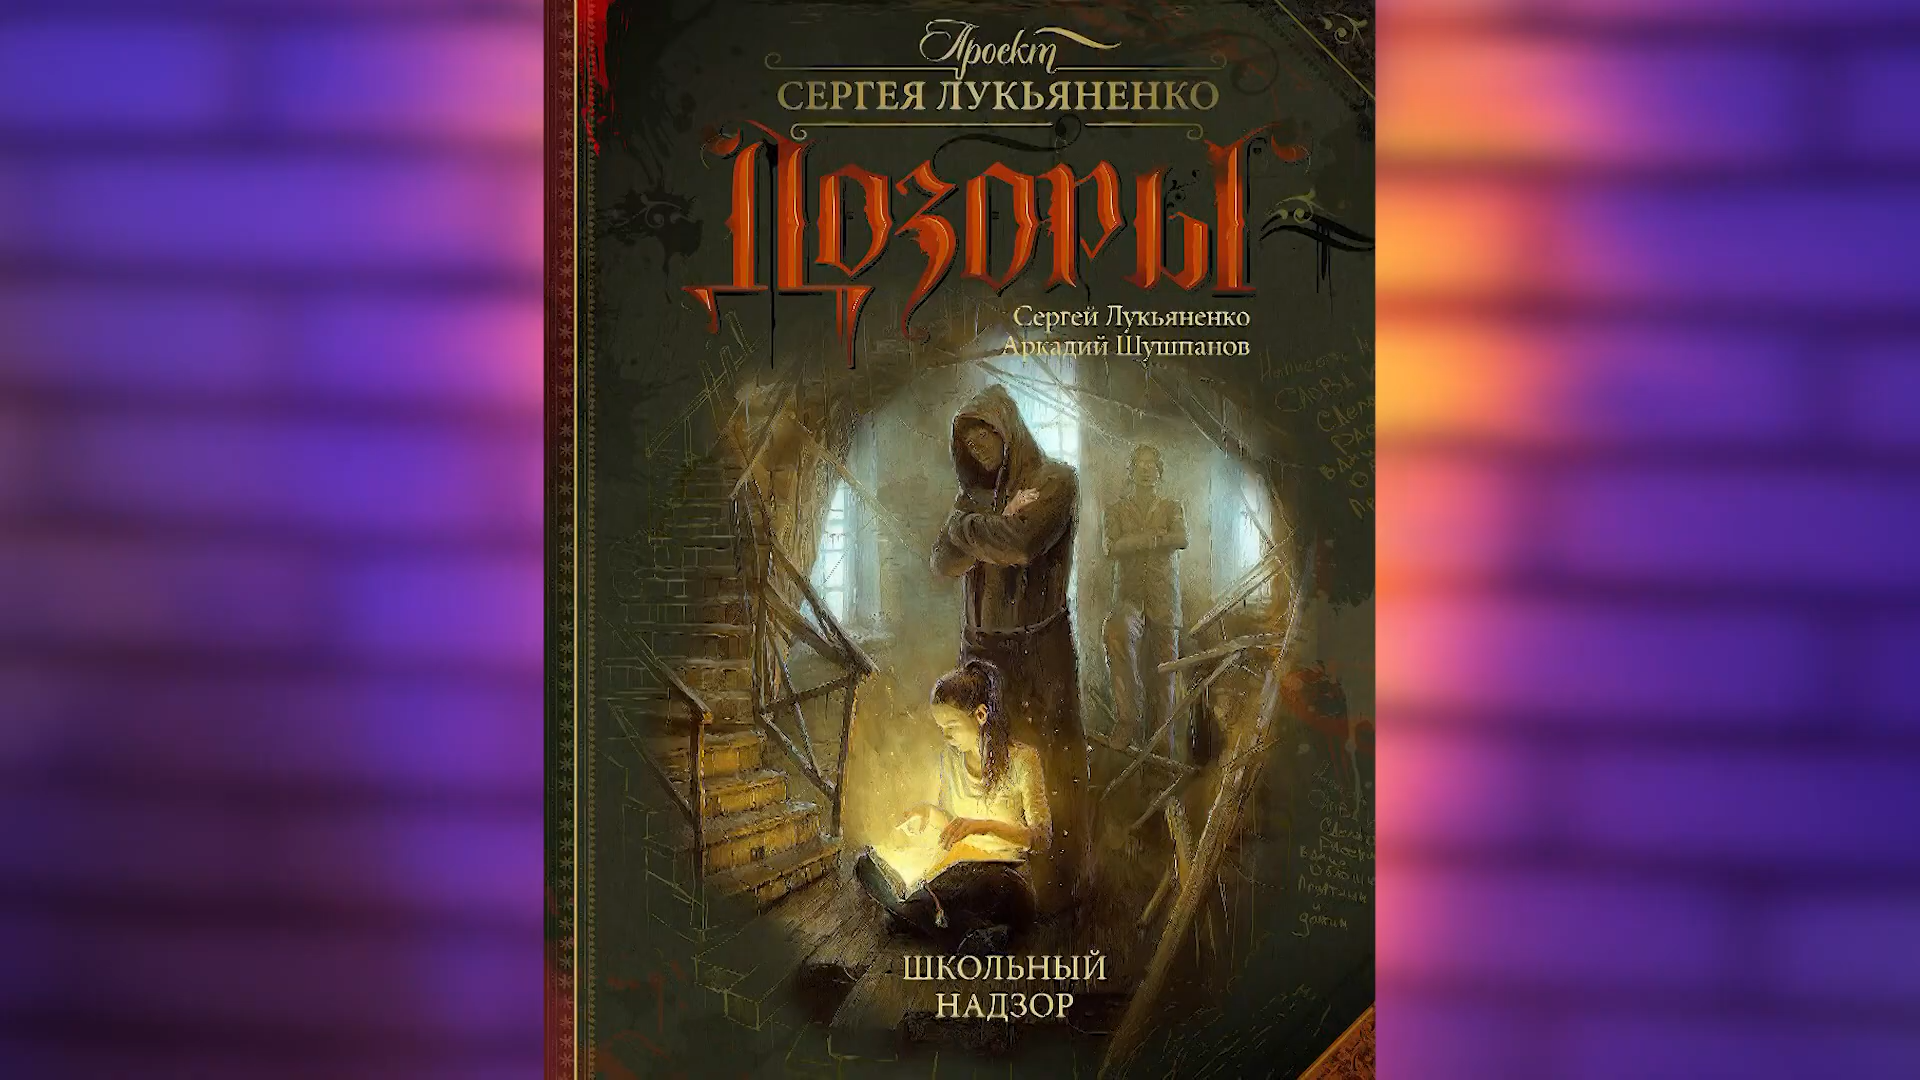 Проект
СЕРГЕЯ ЛУКЬЯНЕНКО
Дозоры
Сергей Лукьяненко
Аркадий Шушпанов
ШКОЛЬНЫЙ
НАДЗОР